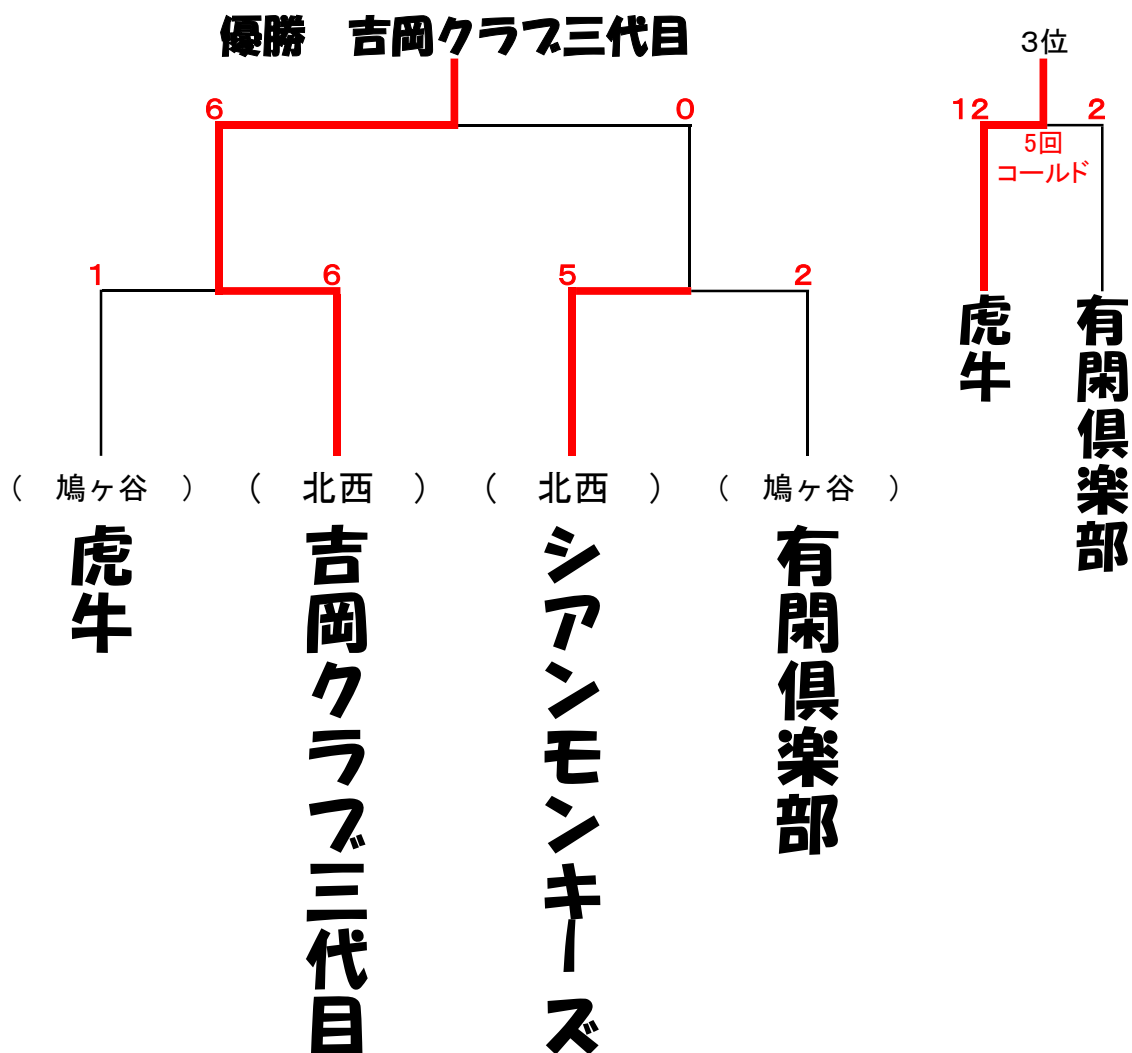 優勝　吉岡クラブ三代目
3位
6
0
12
2
5回
コールド
1
6
5
2
虎牛
有閑倶楽部
（　鳩ヶ谷　）
（　北西　）
（　北西　）
（　鳩ヶ谷　）
虎牛
吉岡クラブ三代目
シアンモンキーズ
有閑倶楽部